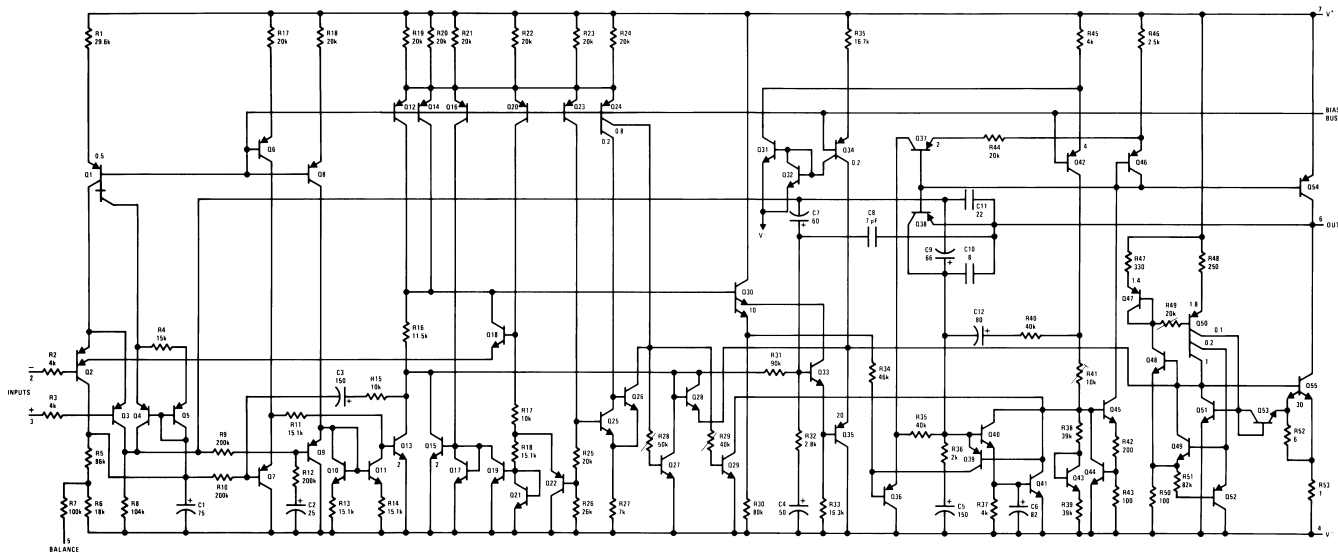 R1
29.6k
R17
20k
R18
20k
R19
20k
R20
20k
R21
20k
R22
20k
R23
20k
R24
20k
R35
16.7k
R45
4k
R46
2.5k
7 V+
Q12
Q14
Q16
Q20
Q23
Q24
0.8
0.2
BIAS
BUS
0.5
Q1
Q6
Q8
Q31
Q32
Q34
0.2
Q37
2
R44
20k
4
Q42
Q46
Q54
C7
60
C8
7 pF
V-
Q38
C11
22
C9
66
C10
8
6
OUT
R47
330
R48
250
1.4
Q47
R49
20k
1.8
Q50
0.1
0.2
1
Q30
10
C12
80
R40
40k
R4
15k
R16
11.5k
Q18
R2
4k
-
2
Q2
INPUTS
+
3
R3
4k
Q3
Q4
Q5
C3
150
R15
10k
R31
90k
Q33
R34
46k
R41
10k
Q48
Q55
30
R9
200k
R11
15.1k
R17
10k
Q26
Q28
Q25
20
Q35
R35
40k
Q40
Q39
R36
2k
R38
39k
Q45
Q51
Q53
R52
6
R5
86k
R10
200k
Q7
Q9
R12
200k
Q10
Q11
Q13
2
Q15
2
Q17
Q19
R18
15.1k
R25
20k
R28
50k
R29
40k
Q27
Q29
R32
2.8k
R42
200
Q49
R7
100k
R6
18k
R8
104k
C1
75
C2
25
R13
15.1k
R14
15.1k
Q21
Q22
R26
26k
R27
7k
R30
80k
C4
50
R33
16.3k
Q36
C5
150
R37
4k
C6
82
Q41
Q43
R39
39k
Q44
R43
100
R50
100
R51
82k
Q52
R53
1
4
V-
5
BALANCE